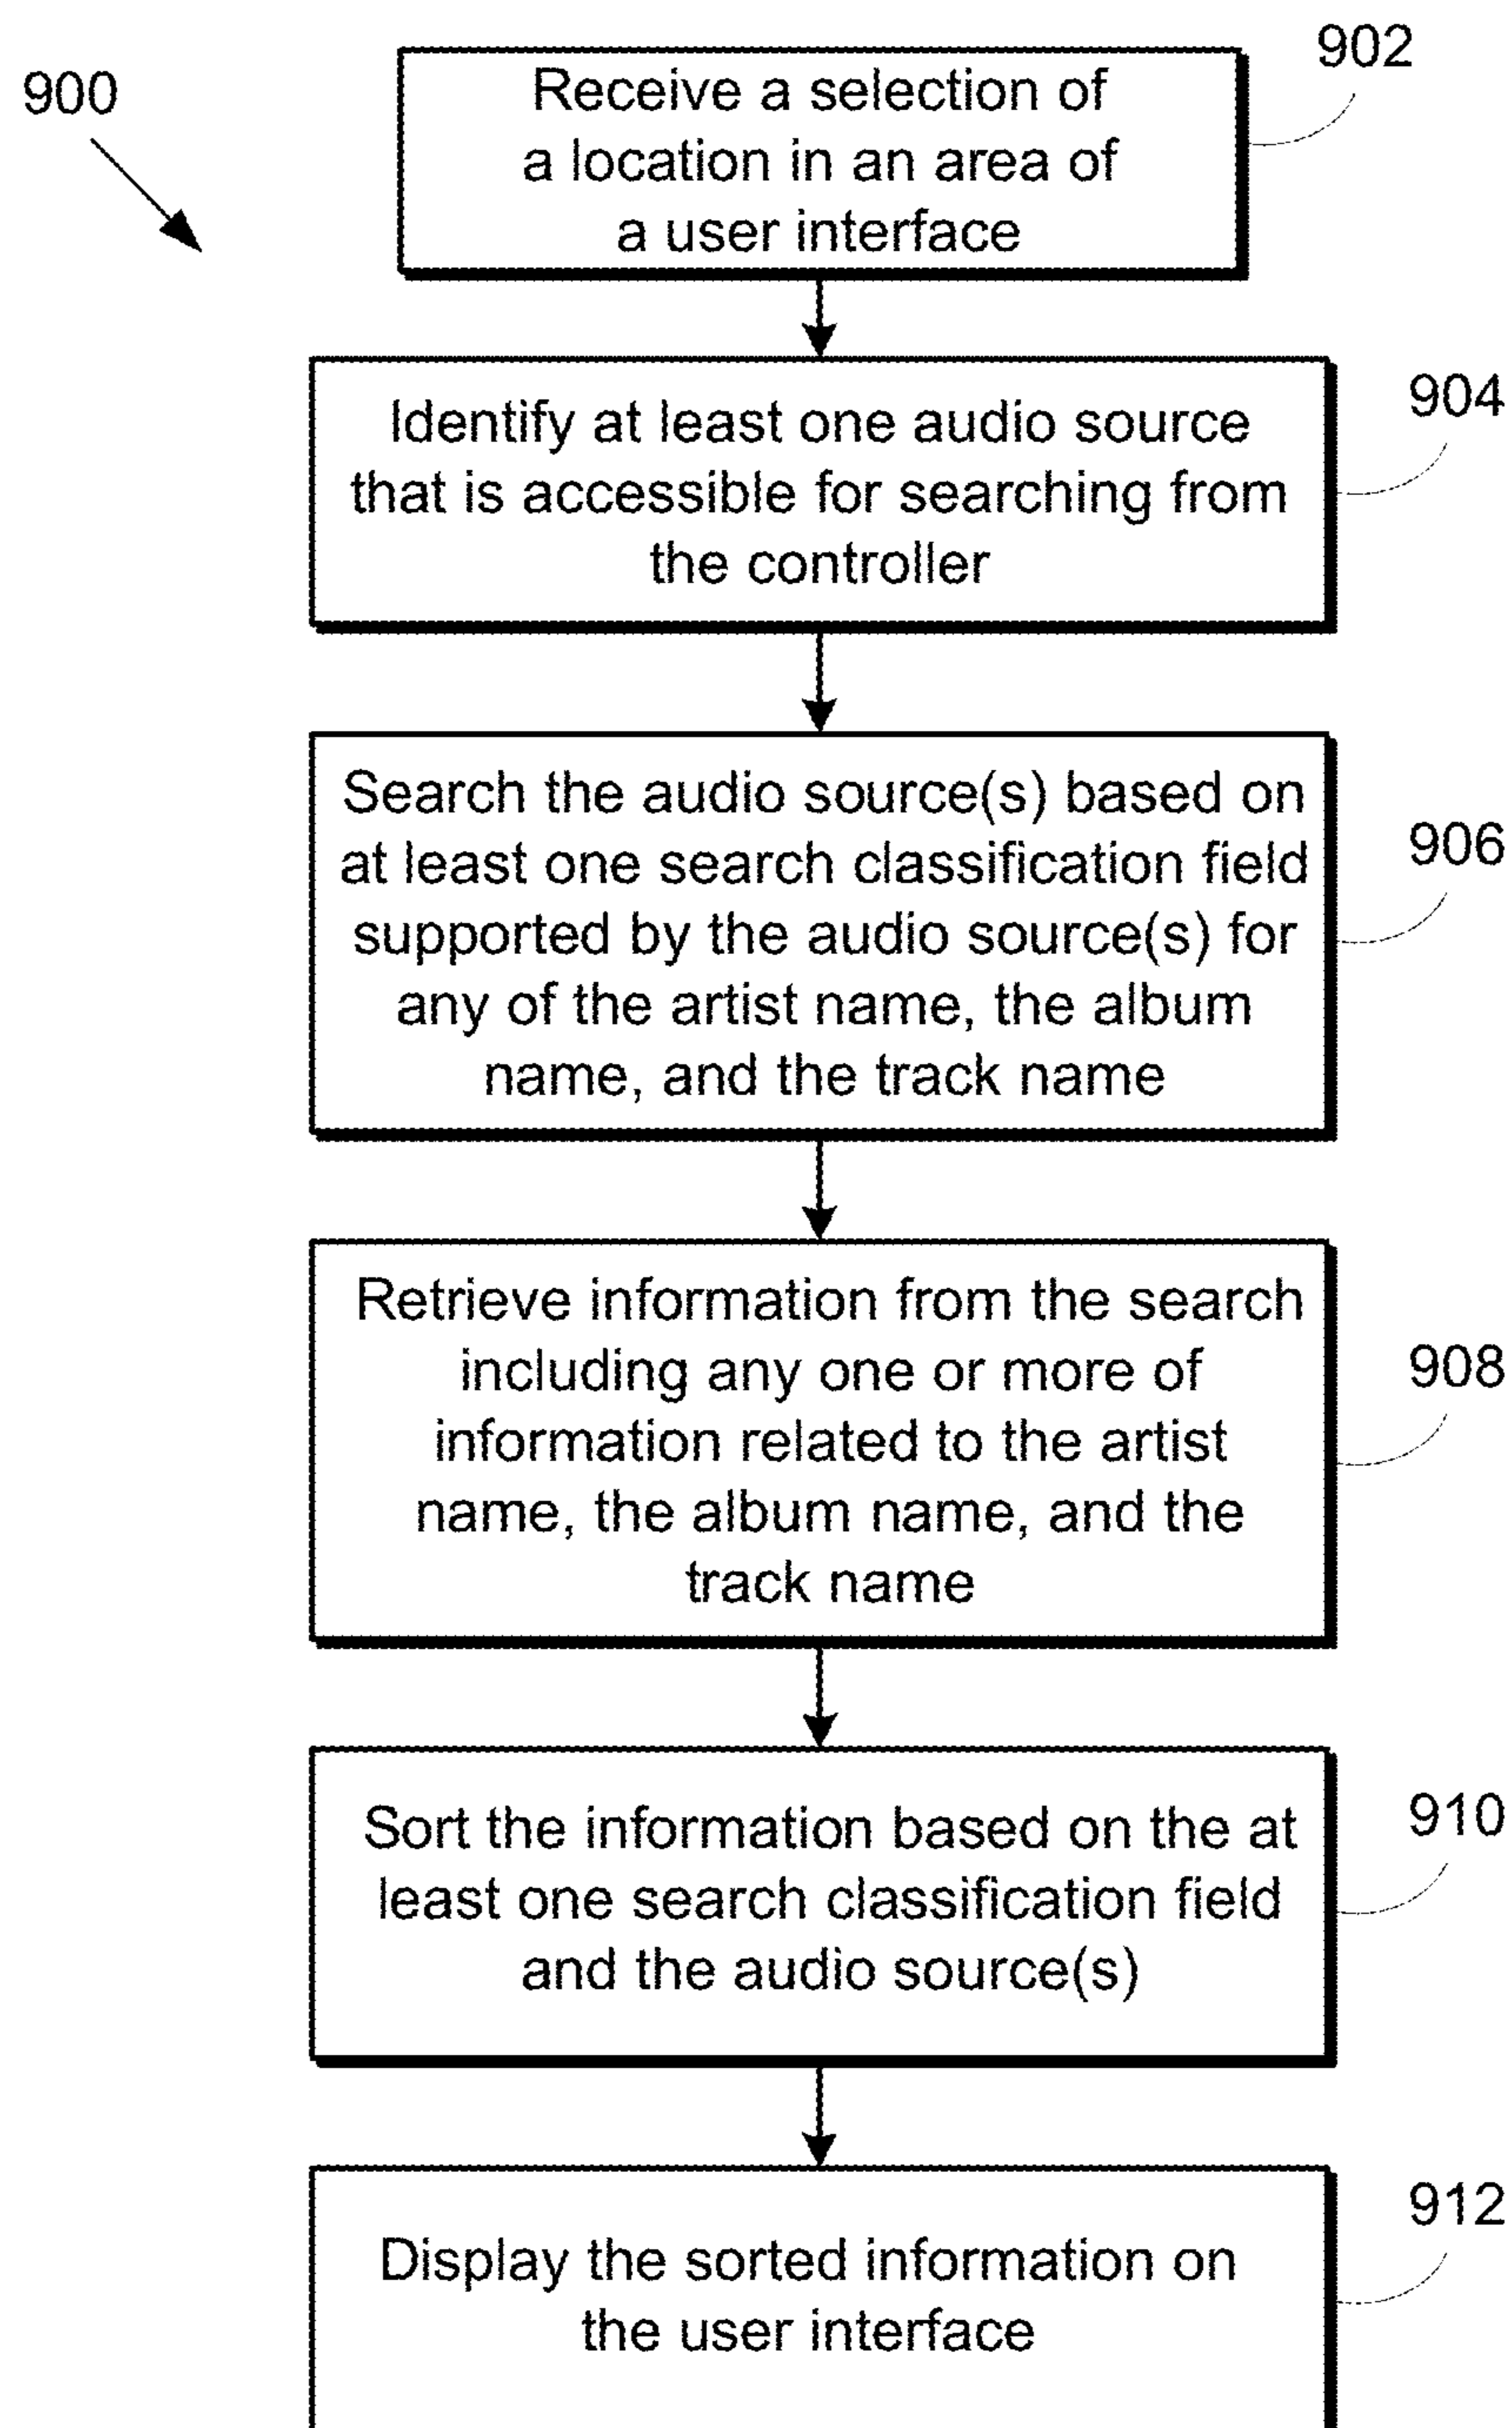 900
902
Receive a selection of
a location in an area of
a user interface
904
Identify at least one audio source
that is accessible for searching from
the controller
906
Search the audio source(s) based on
at least one search classification field
supported by the audio source(s) for
any of the artist name, the album
name, and the track name
908
Retrieve information from the search
including any one or more of
information related to the artist
name, the album name, and the
track name
910
Sort the information based on the at
least one search classification field
and the audio source(s)
912
Display the sorted information on
the user interface